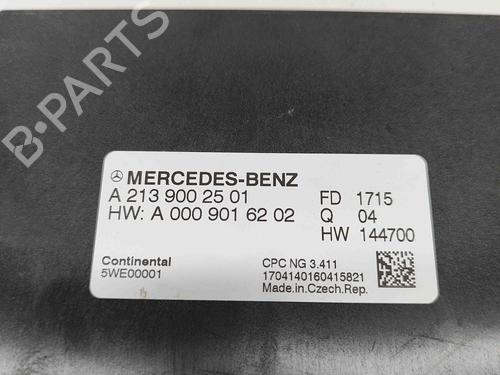 MERCEDES-BENZ
A 213 900 25 01 FD 1715
HW: A 000 901 62 02 Q 04
HW 144700
Continental CPC NG 3.411
5WE00001 1704140160415821
Made.in.Czech.Rep.
B-PARTS